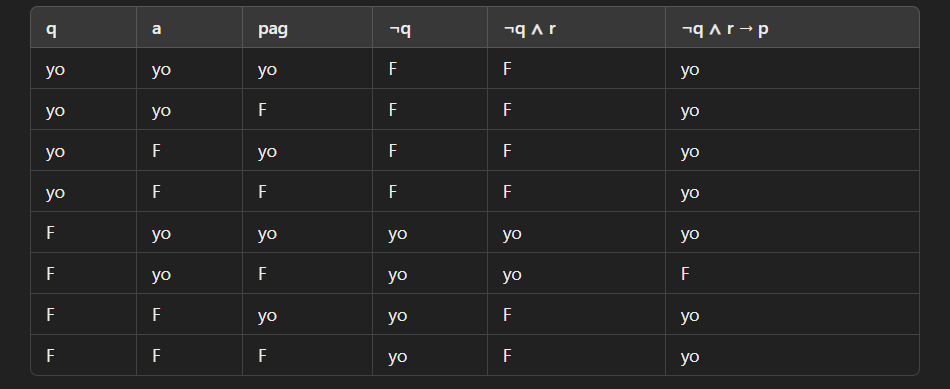 q a pag ¬q ¬q ∧ r ¬q ∧ r → p
yo yo yo F F yo
yo yo F F F yo
yo F yo F F yo
yo F F F F yo
F yo yo yo yo yo
F yo F yo yo F
F F yo yo F yo
F F F yo F yo